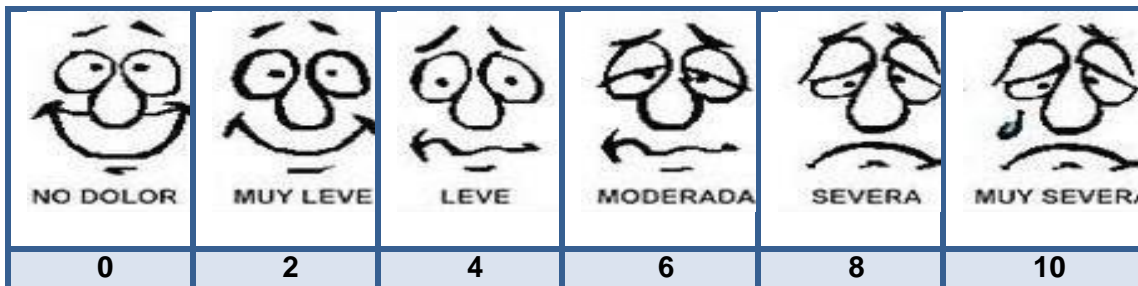 NO DOLOR MUY LEVE LEVE MODERADA SEVERA MUY SEVERA
0 2 4 6 8 10